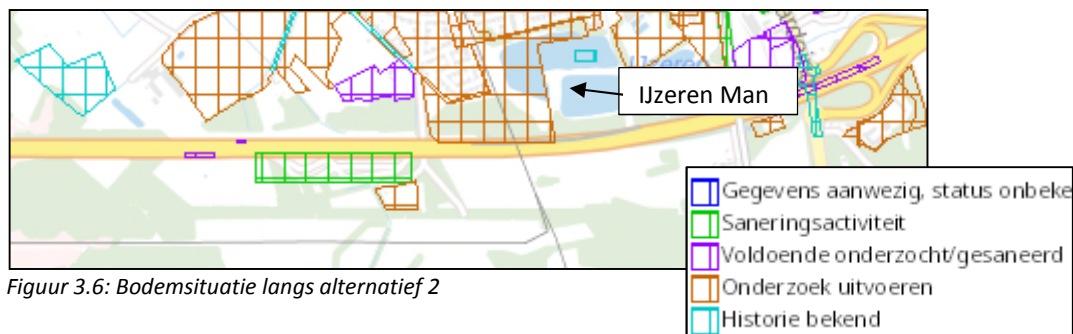 IJzeren Man
Gegevens aanwezig, status onbeke
Saneringsactiviteit
Voldoende onderzocht/gesaneerd
Onderzoek uitvoeren
Historie bekend
Figuur 3.6: Bodemsituatie langs alternatief 2